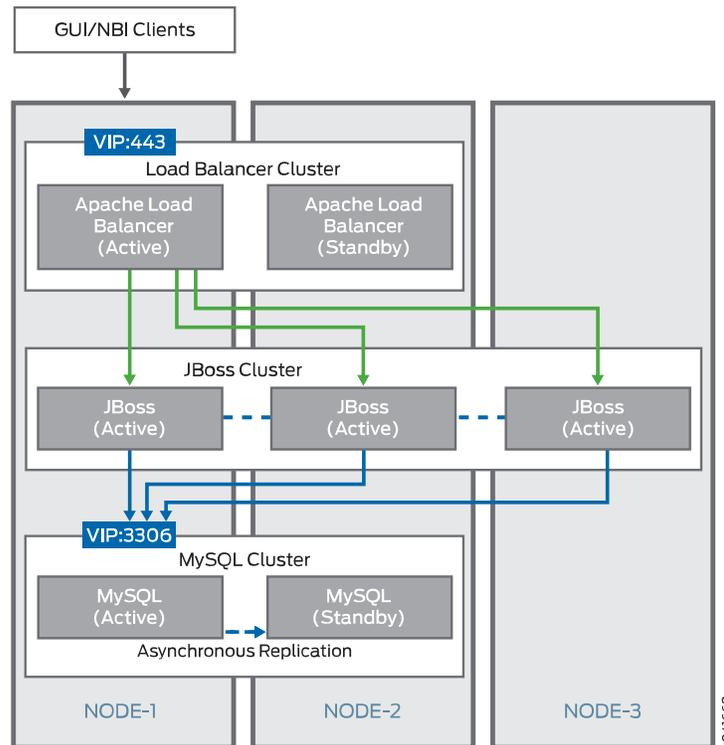 GUI/NBI Clients
VIP:443
Load Balancer Cluster
Apache Load
Balancer
(Active)
Apache Load
Balancer
(Standby)
JBoss Cluster
JBoss
(Active)
JBoss
(Active)
JBoss
(Active)
VIP:3306
MySQL Cluster
MySQL
(Active)
MySQL
(Standby)
Asynchronous Replication
NODE-1
NODE-2
NODE-3